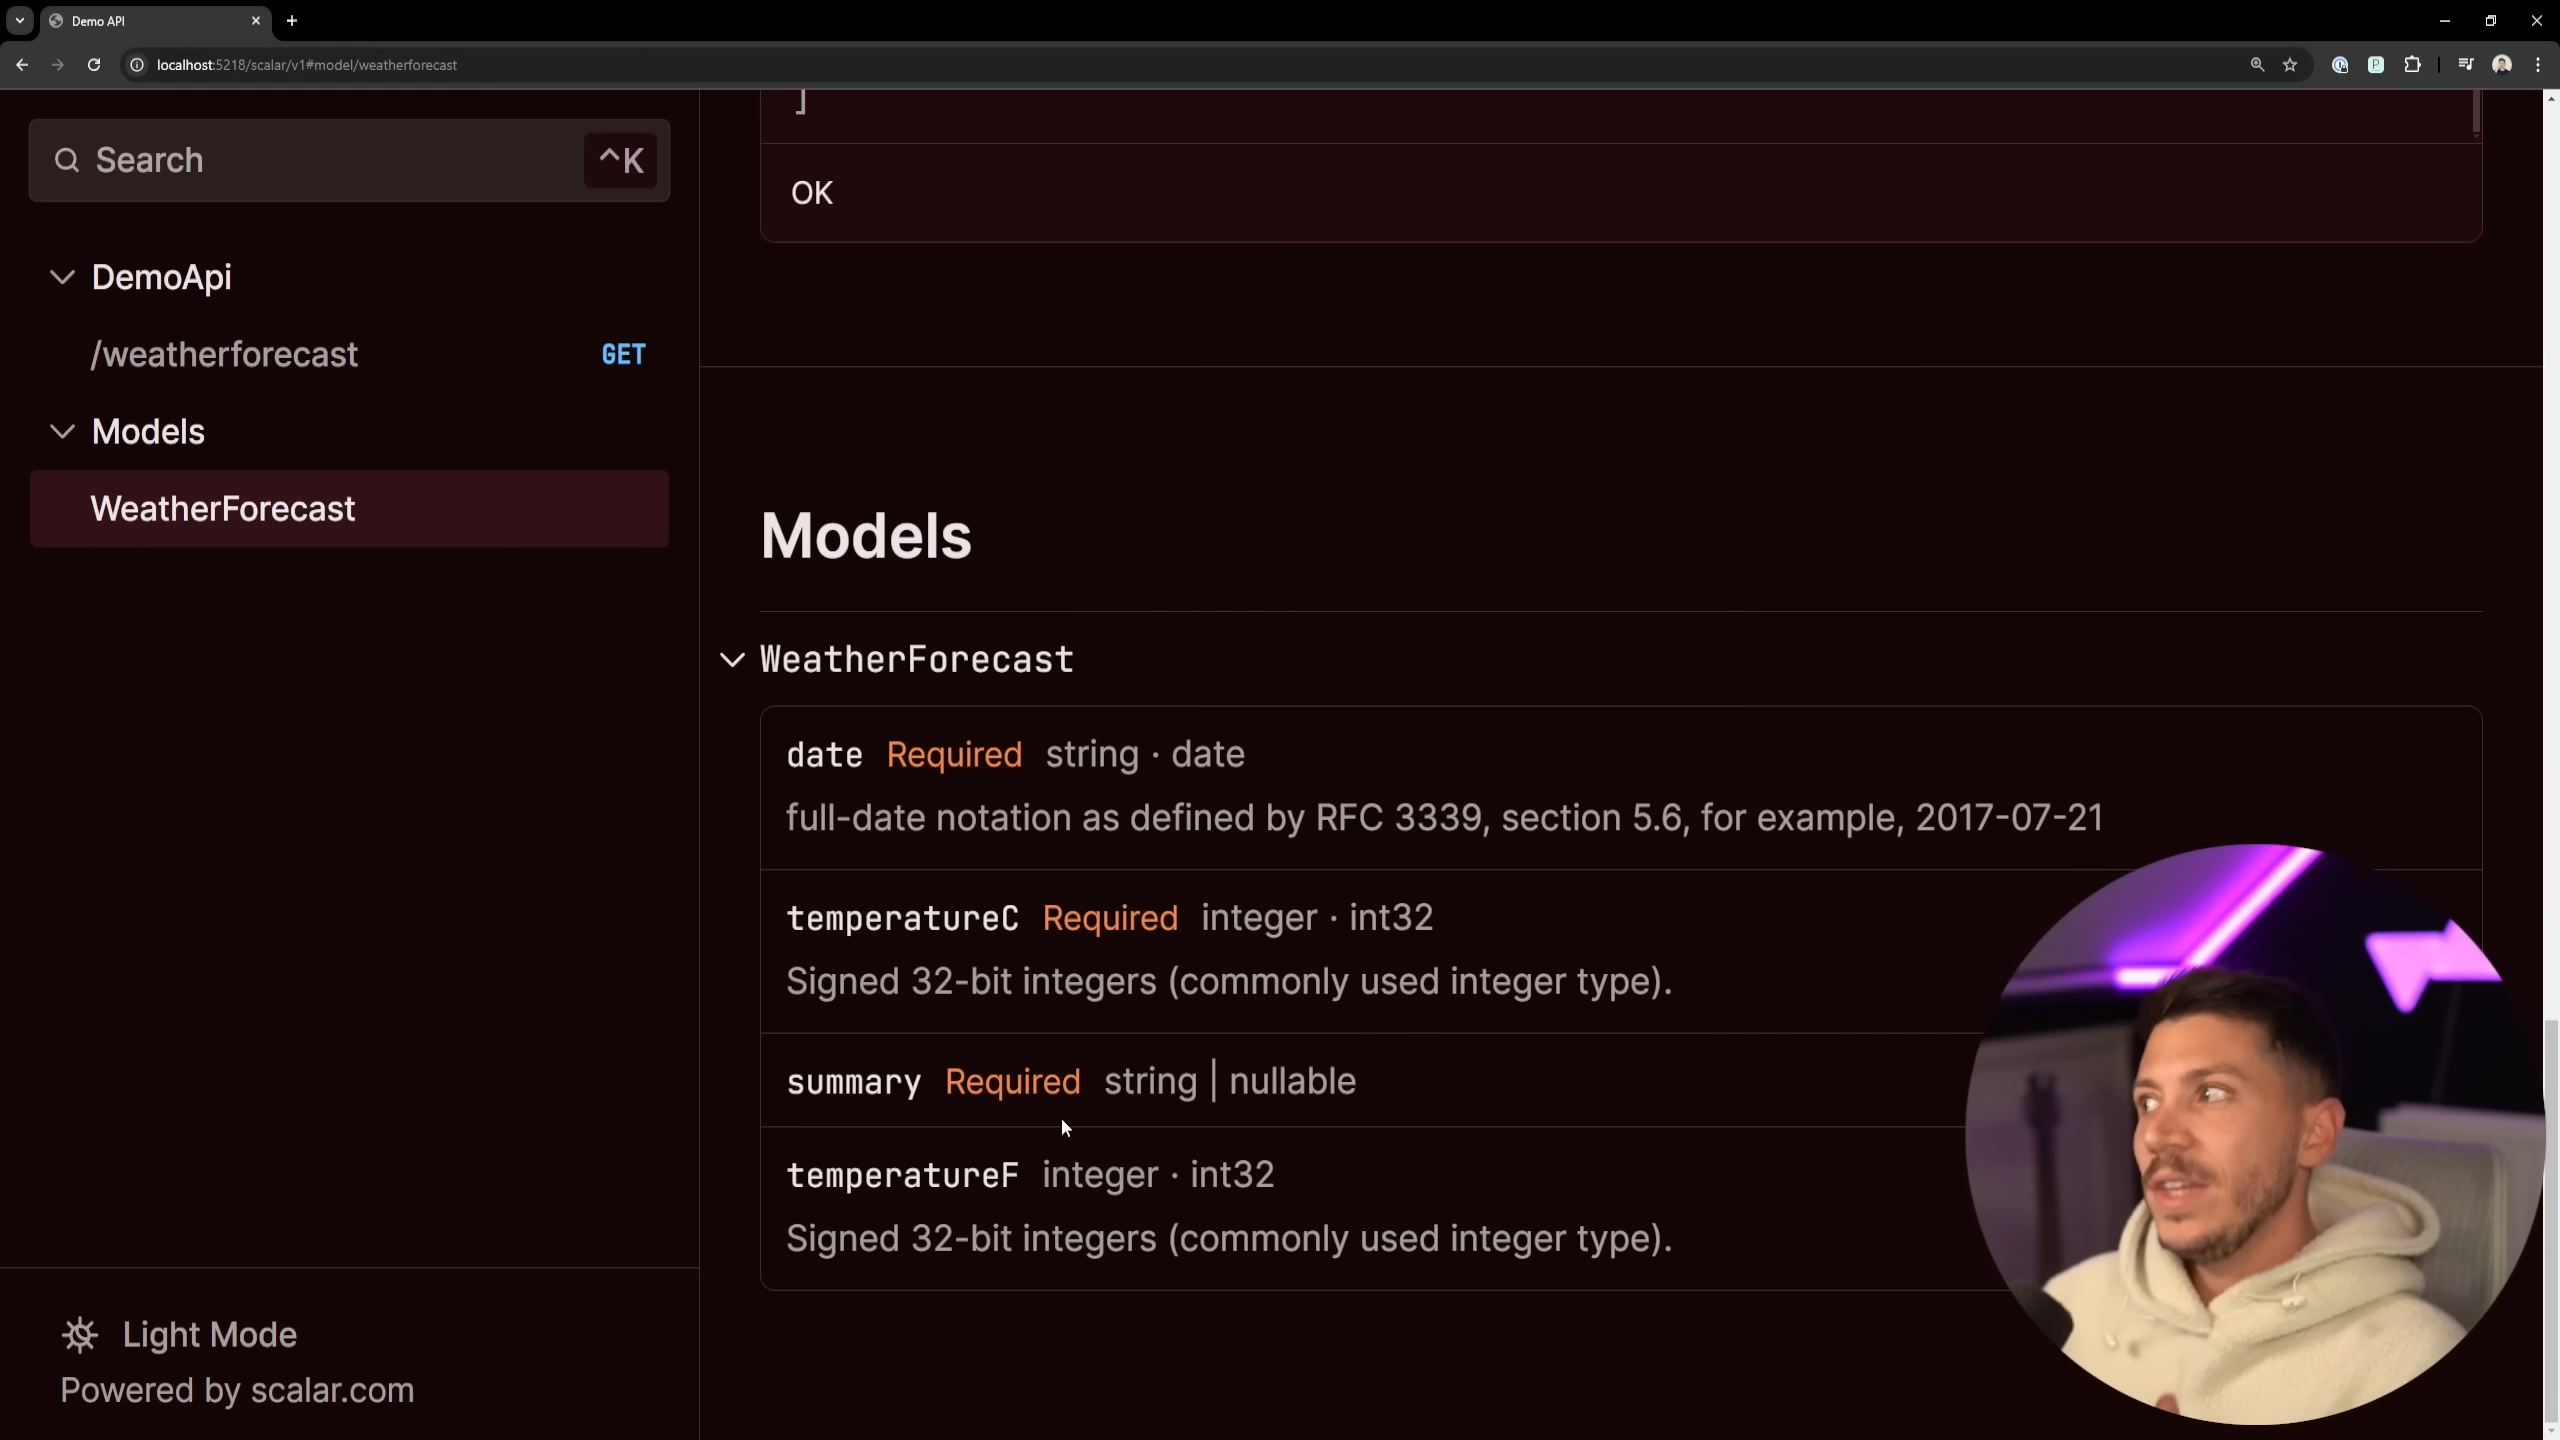 Demo API
localhost:5218/scalar/v1#model/weatherforecast
Search
^K
DemoApi
/weatherforecast GET
Models
WeatherForecast
Light Mode
Powered by scalar.com
]
OK
Models
WeatherForecast
date Required string · date
full-date notation as defined by RFC 3339, section 5.6, for example, 2017-07-21
temperatureC Required integer · int32
Signed 32-bit integers (commonly used integer type).
summary Required string | nullable
temperatureF integer · int32
Signed 32-bit integers (commonly used integer type).